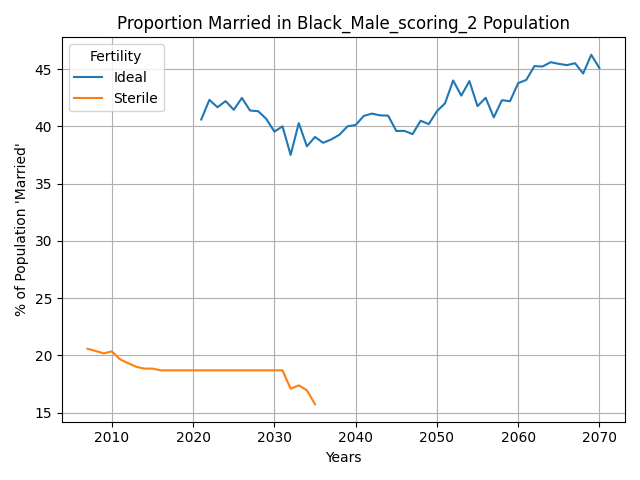 Proportion Married in Black_Male_scoring_2 Population
Fertility
Ideal
Sterile
% of Population 'Married'
45
40
35
30
25
20
15
2010
2020
2030
2040
2050
2060
2070
Years